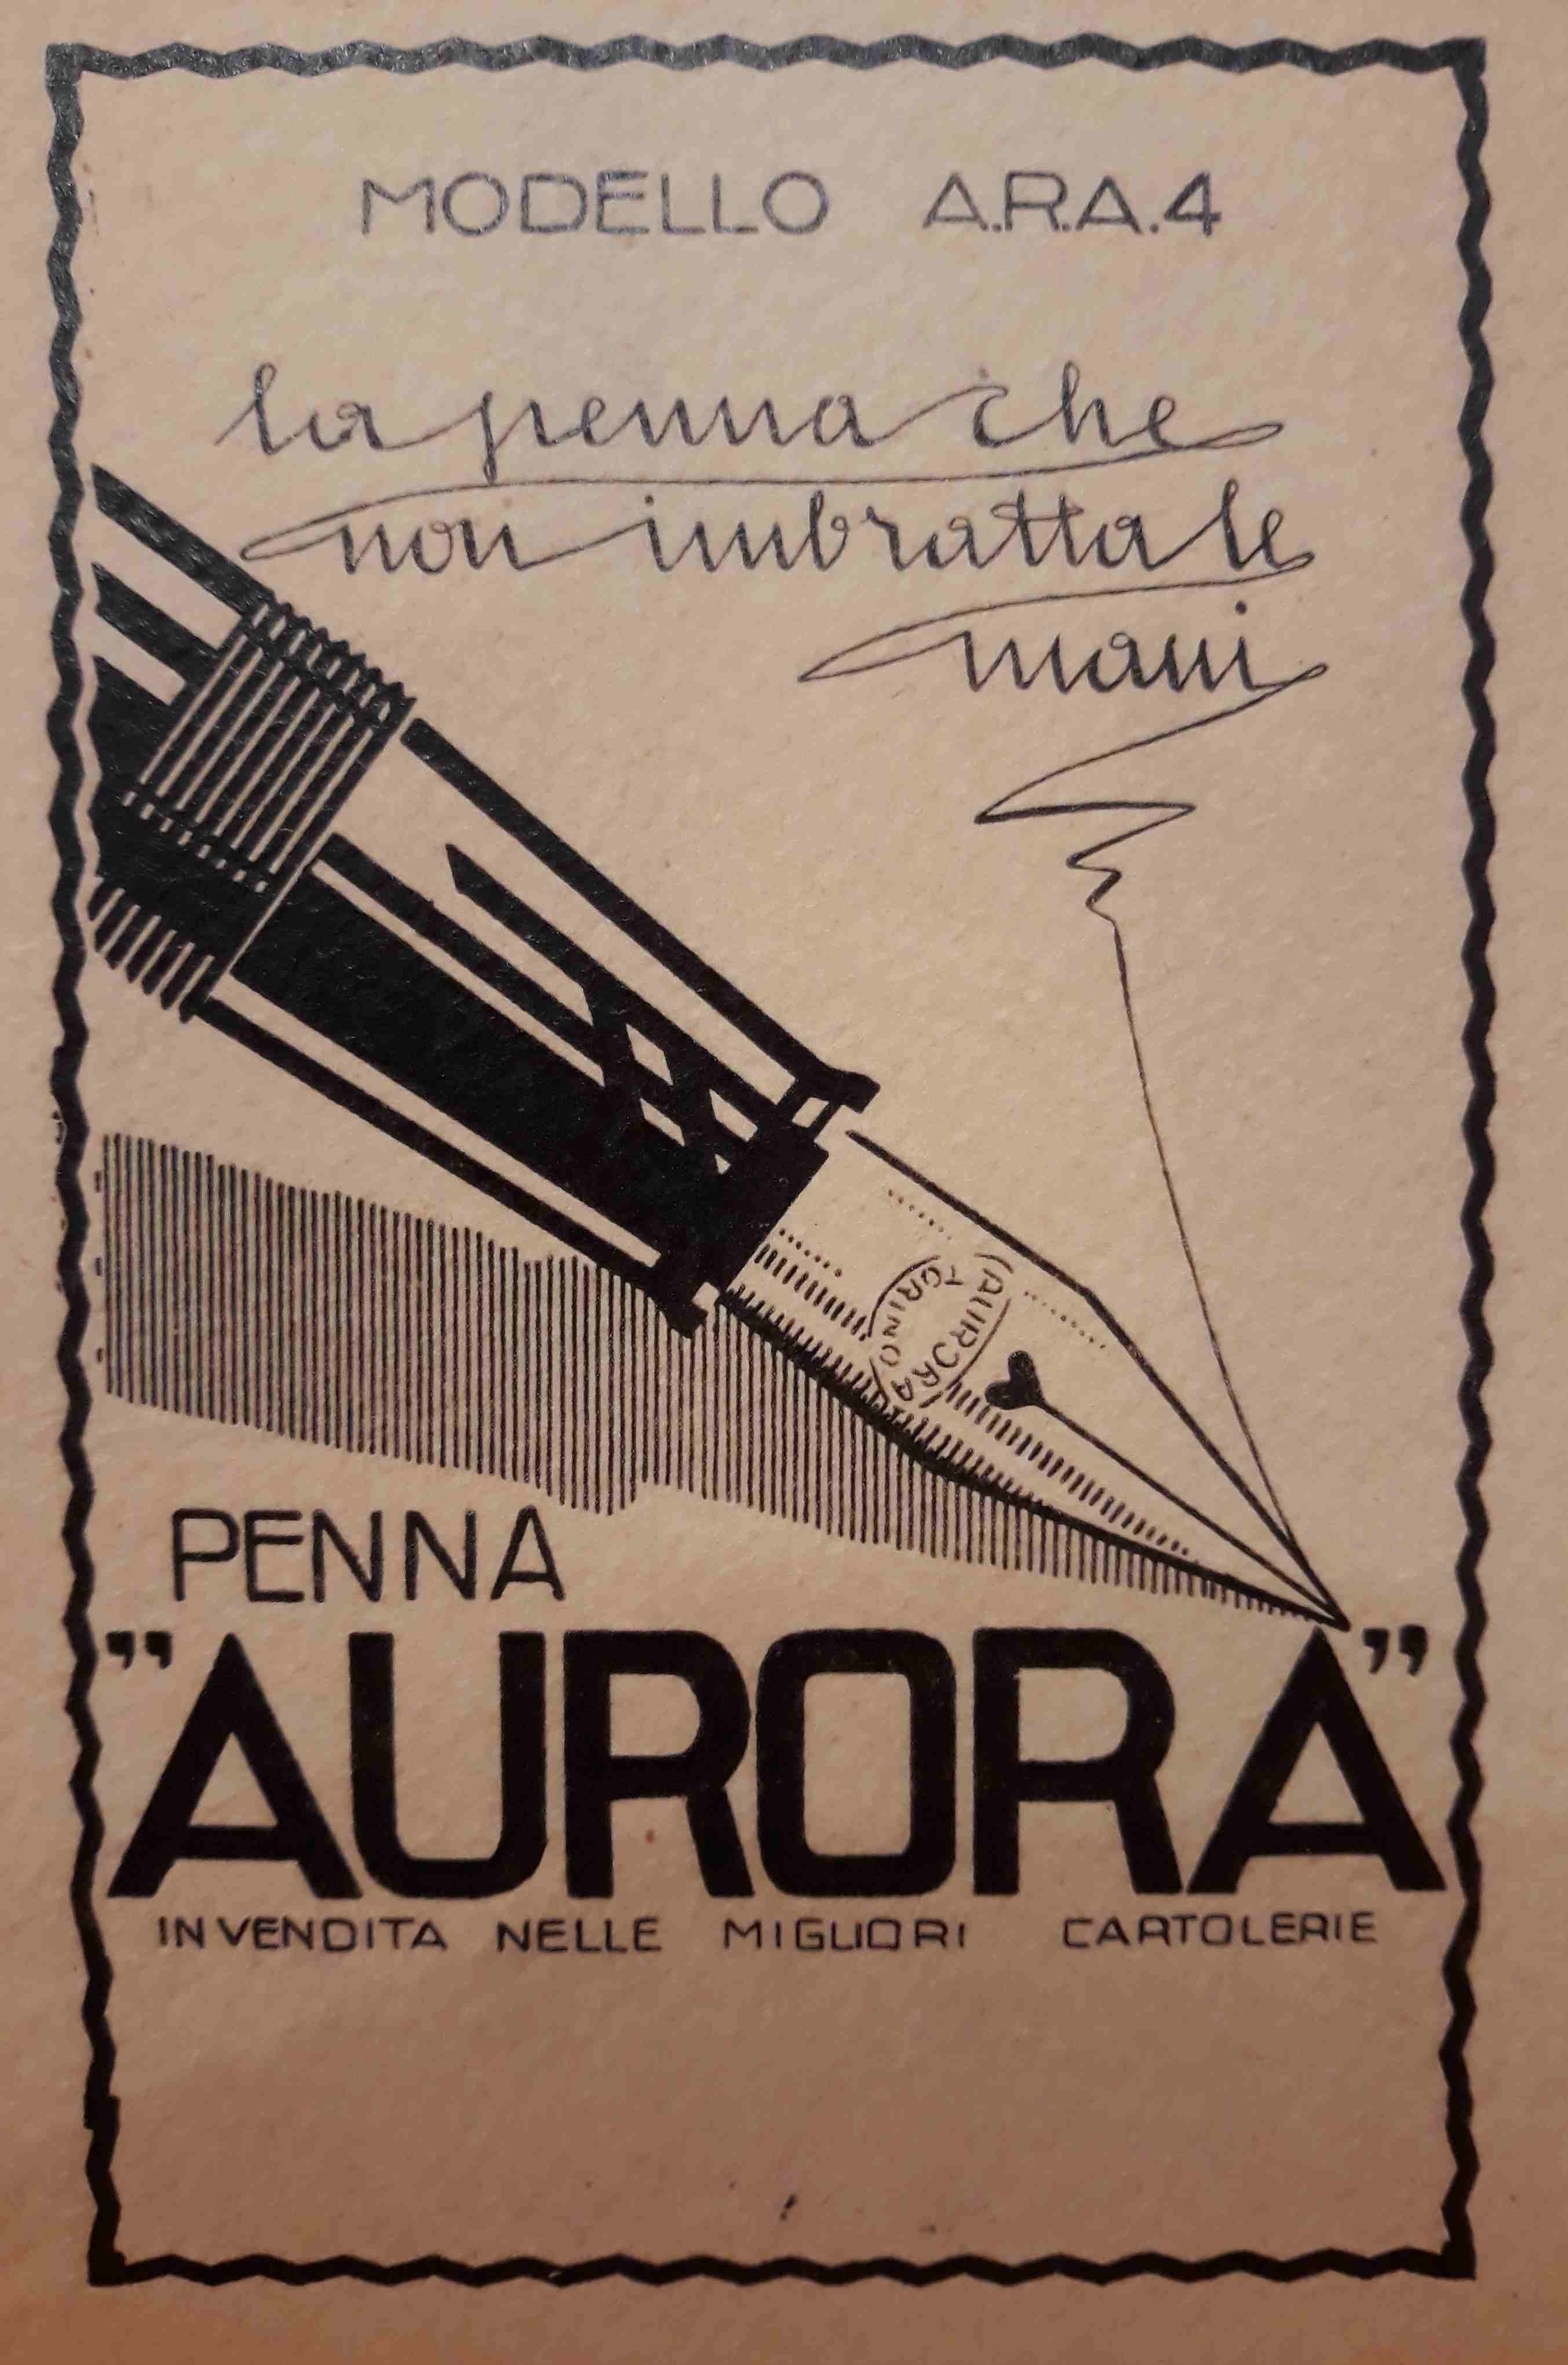 MODELLO A.R.A.4
la penna che
non imbratta le
mani
(AURORA)
TORINO
PENNA
"AURORA"
IN VENDITA NELLE MIGLIORI CARTOLERIE